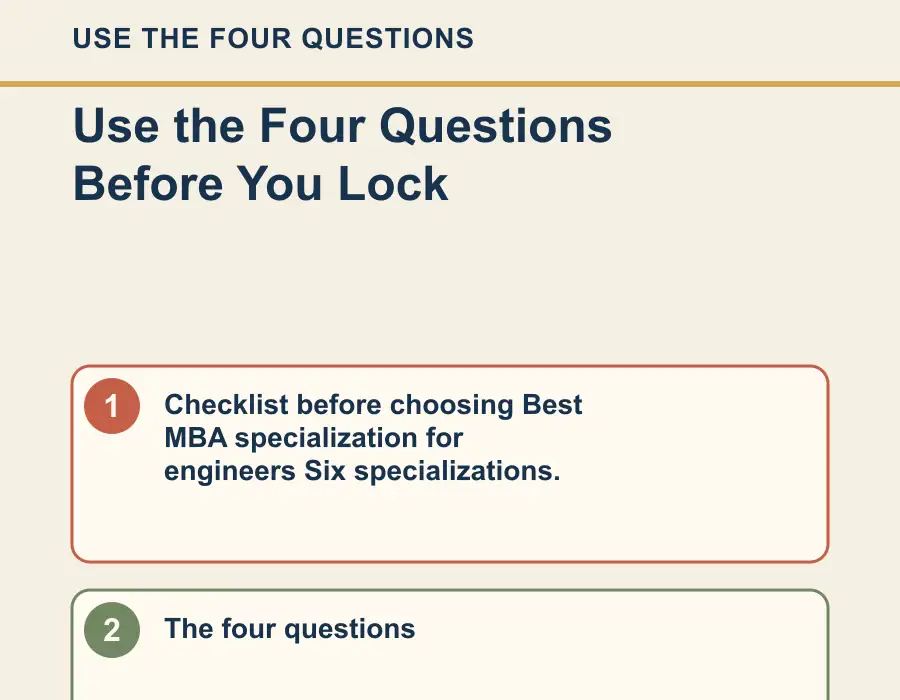 USE THE FOUR QUESTIONS
Use the Four Questions
Before You Lock
1
Checklist before choosing Best
MBA specialization for
engineers Six specializations.
2
The four questions